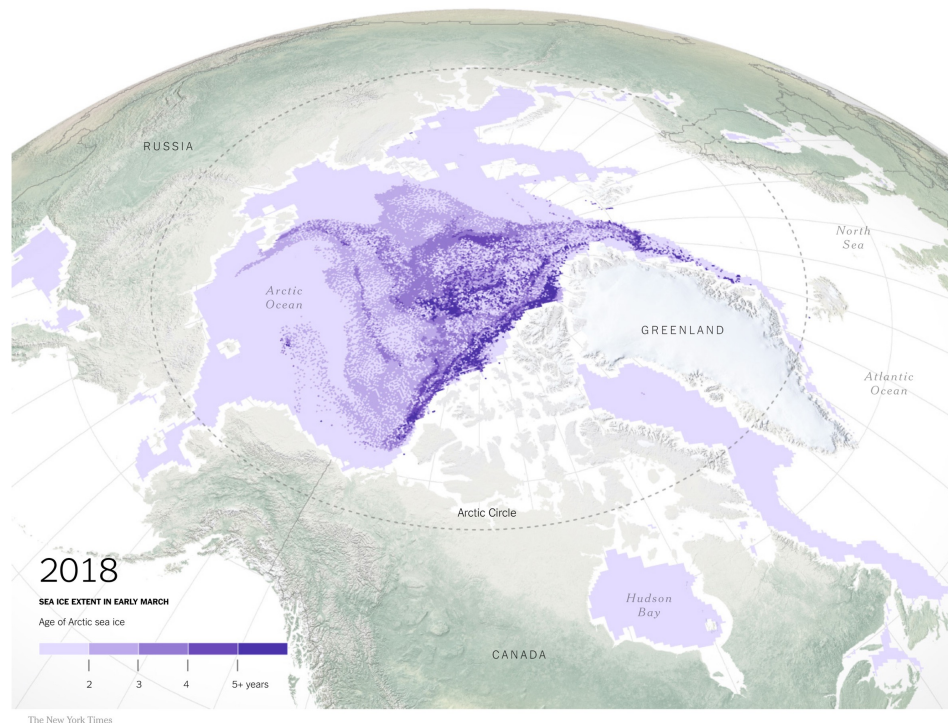 RUSSIA
North
Sea
Arctic
Ocean
GREENLAND
Atlantic
Ocean
Arctic Circle
2018
SEA ICE EXTENT IN EARLY MARCH
Age of Arctic sea ice
2 3 4 5+ years
Hudson
Bay
CANADA
The New York Times